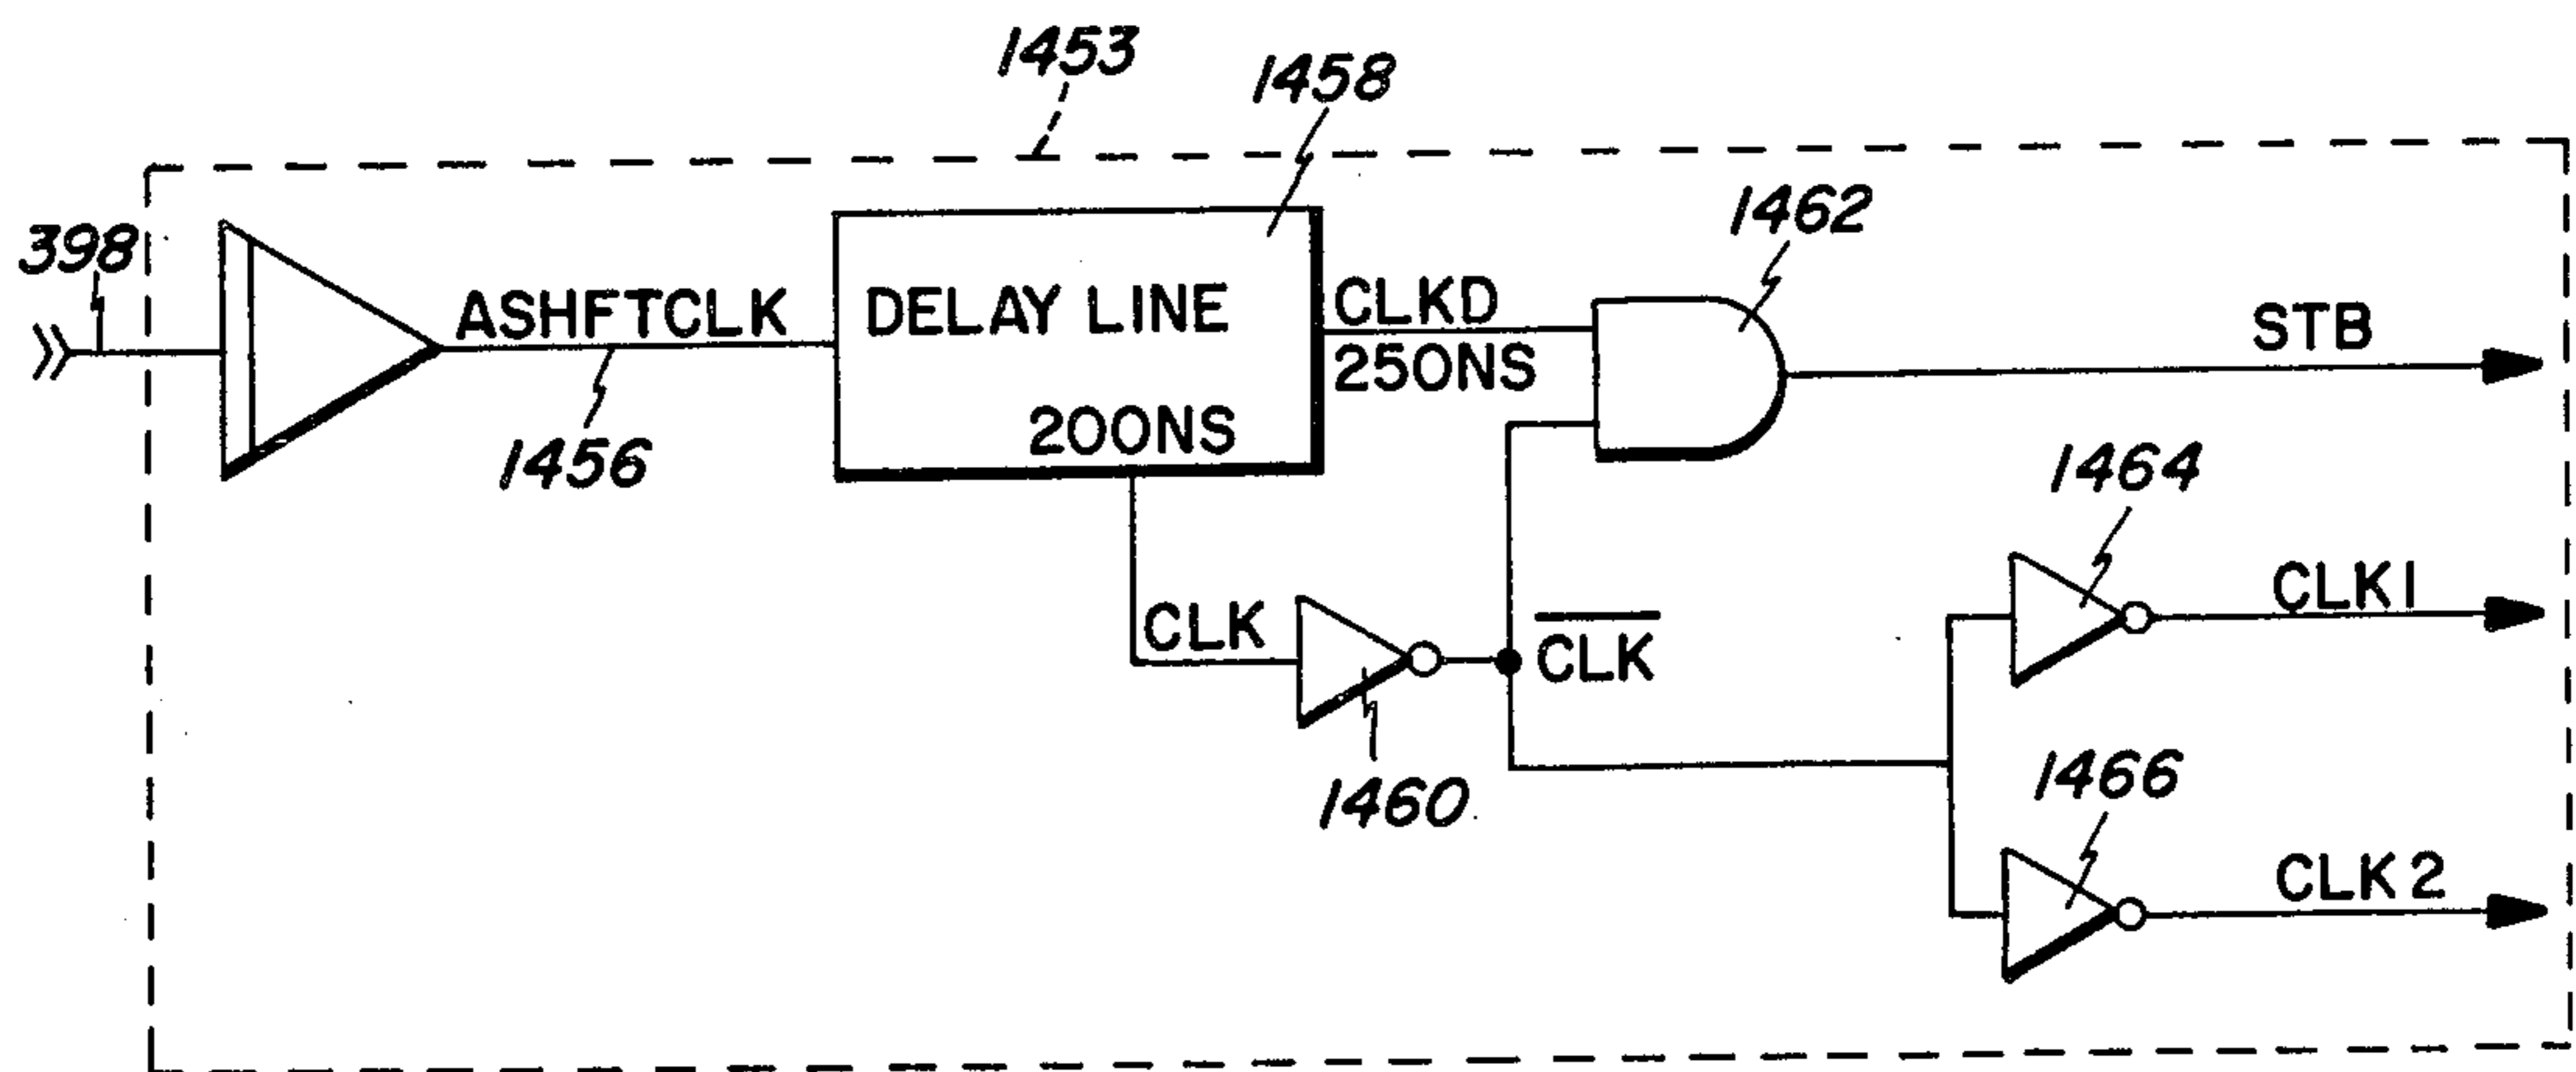 1453
1458
1462
398
ASHFTCLK
DELAY LINE
CLKD
250NS
STB
200NS
1456
1464
CLK
CLK
CLK1
1460
1466
CLK2